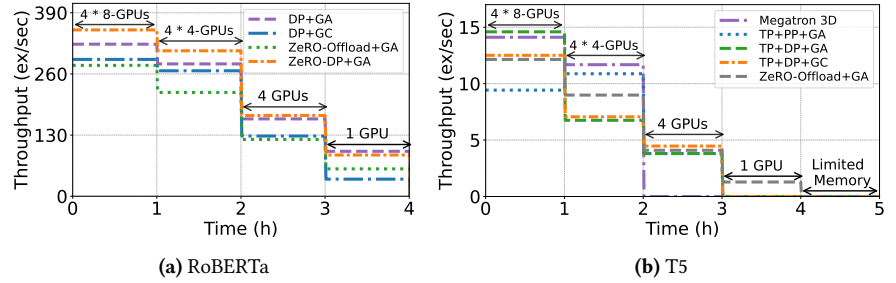 Throughput (ex/sec)
390
260
130
0
4 * 8-GPUs
4 * 4-GPUs
4 GPUs
1 GPU
DP+GA
DP+GC
ZeRO-Offload+GA
ZeRO-DP+GA
0 1 2 3 4
Time (h)
(a) RoBERTa
Throughput (ex/sec)
15
10
5
0
4 * 8-GPUs
4 * 4-GPUs
4 GPUs
1 GPU
Limited
Memory
Megatron 3D
TP+PP+GA
TP+DP+GA
TP+DP+GC
ZeRO-Offload+GA
0 1 2 3 4 5
Time (h)
(b) T5